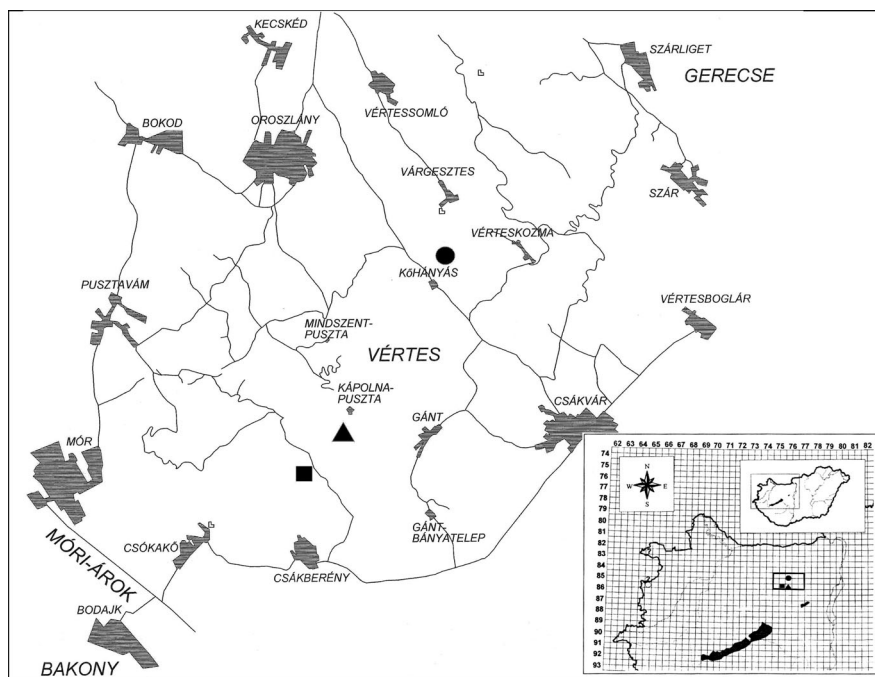 KECSKÉD
SZÁRLIGET
GERECSE
VÉRTESSOMLÓ
OROSZLÁNY
BOKOD
VÁRGESZTES
SZÁR
VÉRTESKOZMA
KőHÁNYÁS
PUSZTAVÁM
VÉRTESBOGLÁR
MINDSZENT-
PUSZTA
VÉRTES
KÁPOLNA-
PUSZTA
CSÁKVÁR
GÁNT
MÓR
GÁNT-
BÁNYATELEP
CSÓKAKŐ
CSÁKBERÉNY
MÓRI-ÁROK
BODAJK
BAKONY
62 63 64 65 66 67 68 69 70 71 72 73 74 75 76 77 78 79 80 81 82
73
74
75
76
77
78
79
80
81
82
83
84
85
86
87
88
89
90
91
92
93
N
W E
S